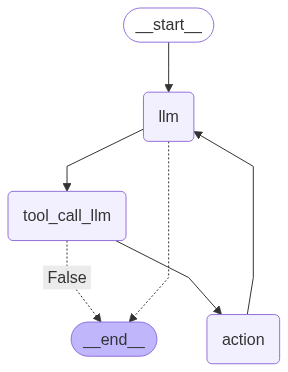 __start__
llm
tool_call_llm
False
__end__
action